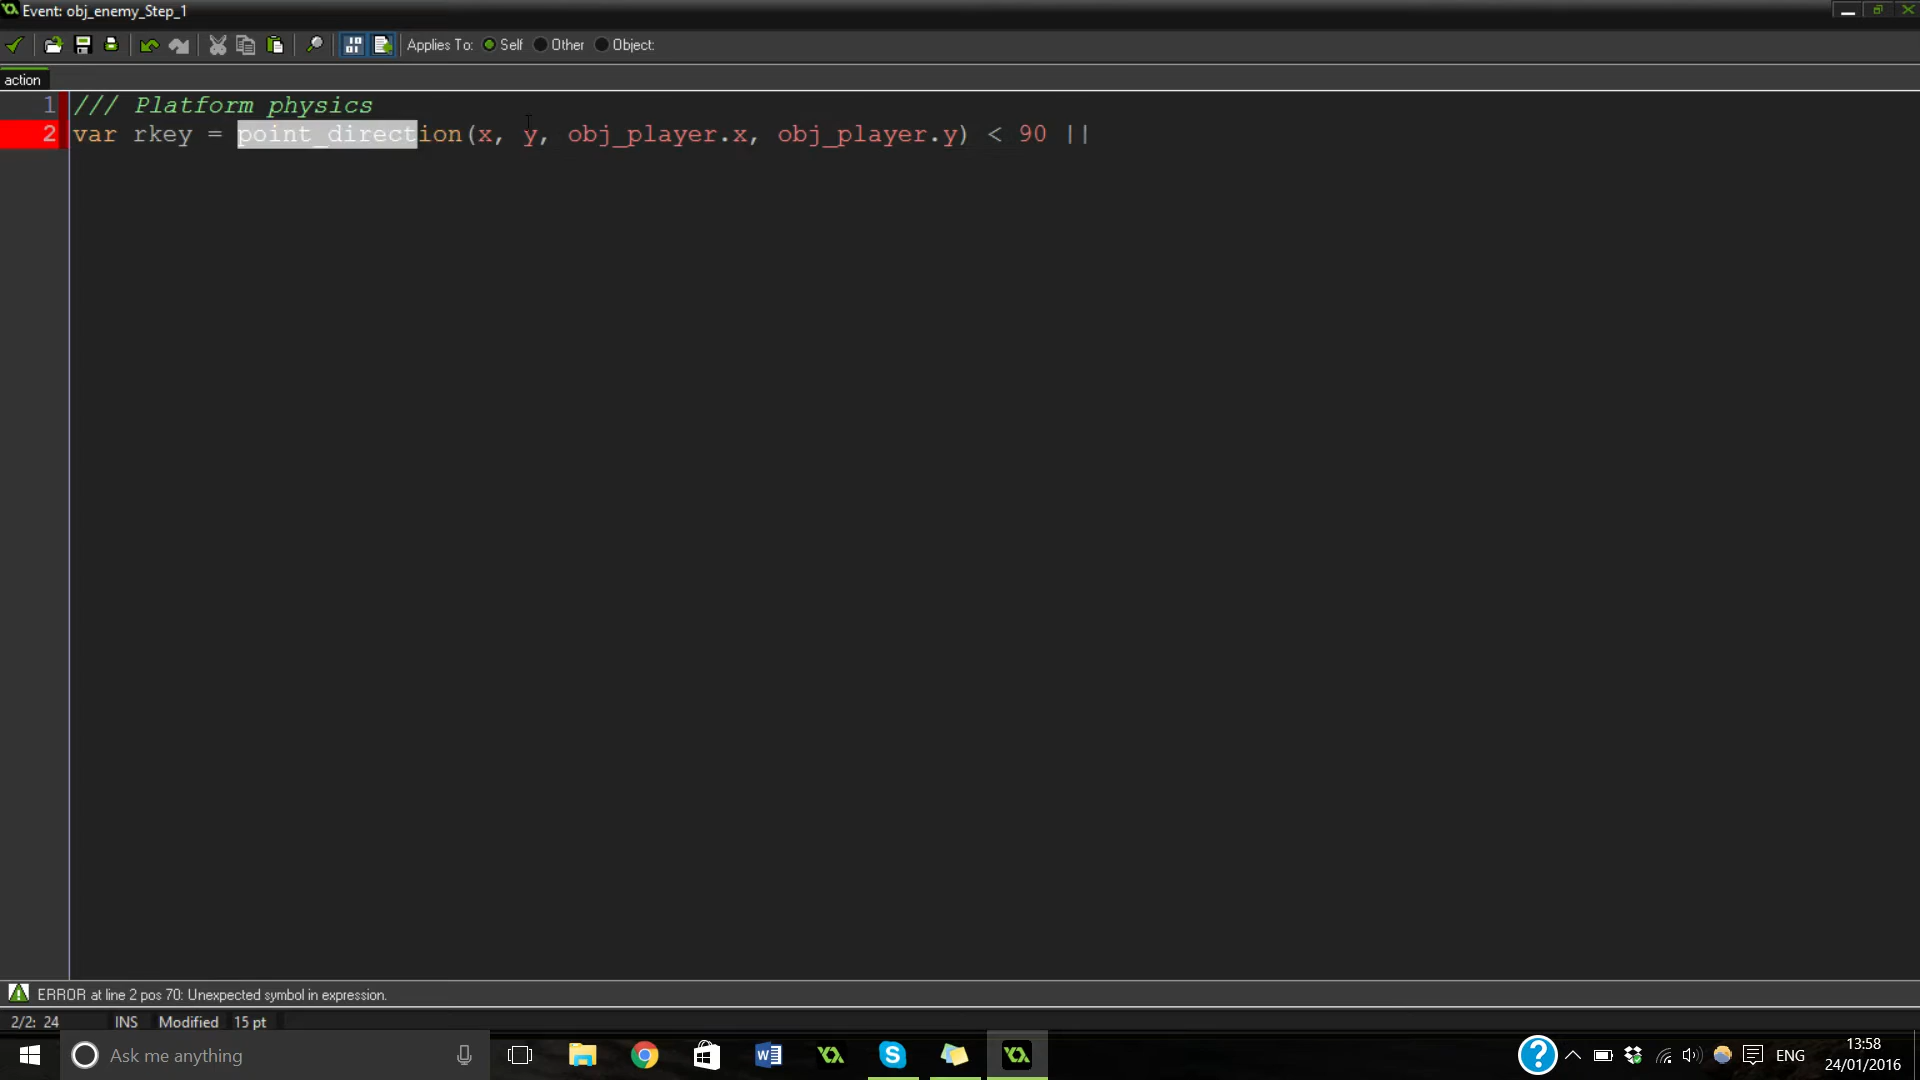 Event: obj_enemy_Step_1
Applies To: Self Other Object:
action
1 /// Platform physics
2 var rkey = point_direction(x, y, obj_player.x, obj_player.y) < 90 ||
ERROR at line 2 pos 70: Unexpected symbol in expression.
2/2: 24 INS Modified 15 pt
Ask me anything
ENG
13:58
24/01/2016